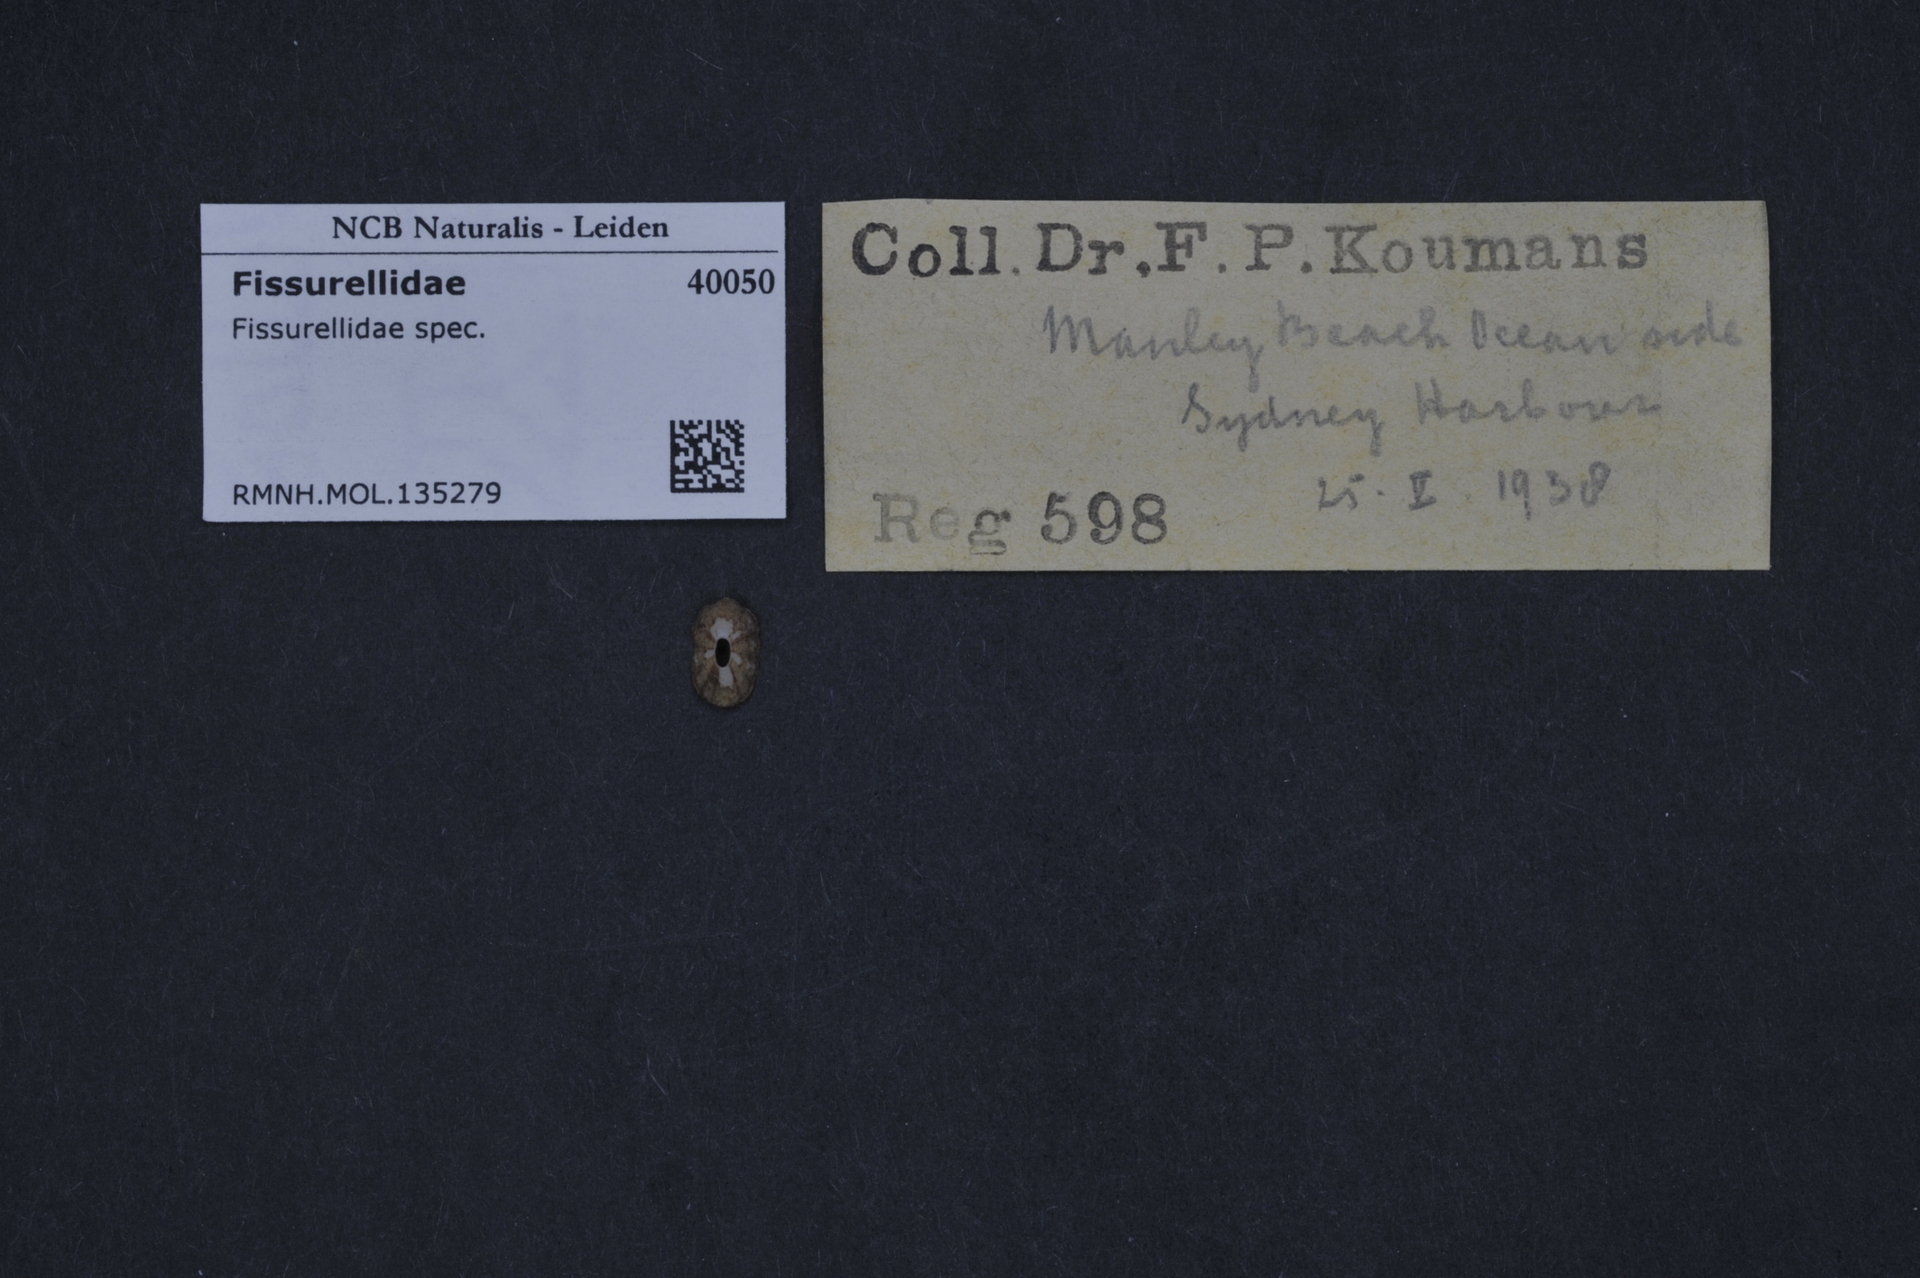 NCB Naturalis - Leiden
Fissurellidae 40050
Fissurellidae spec.
RMNH.MOL.135279
Coll. Dr. F. P. Koumans
Manley Beach Ocean side
Sydney Harbour
25. II. 1938
Reg 598